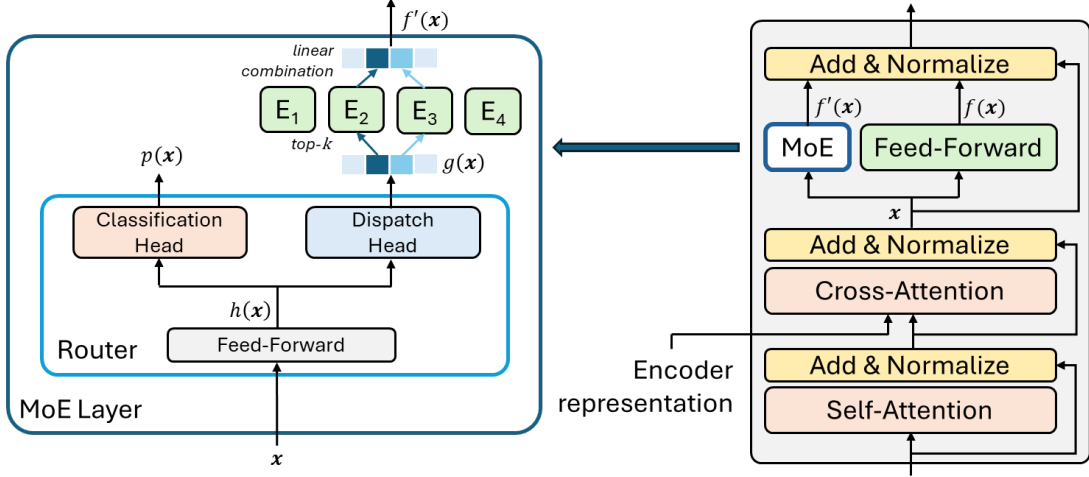 f′(x)
linear
combination
E₁
E₂
E₃
E₄
top-k
g(x)
p(x)
Classification
Head
Dispatch
Head
h(x)
Feed-Forward
Router
MoE Layer
x
Add & Normalize
f′(x)
f(x)
MoE
Feed-Forward
x
Add & Normalize
Cross-Attention
Encoder
representation
Add & Normalize
Self-Attention